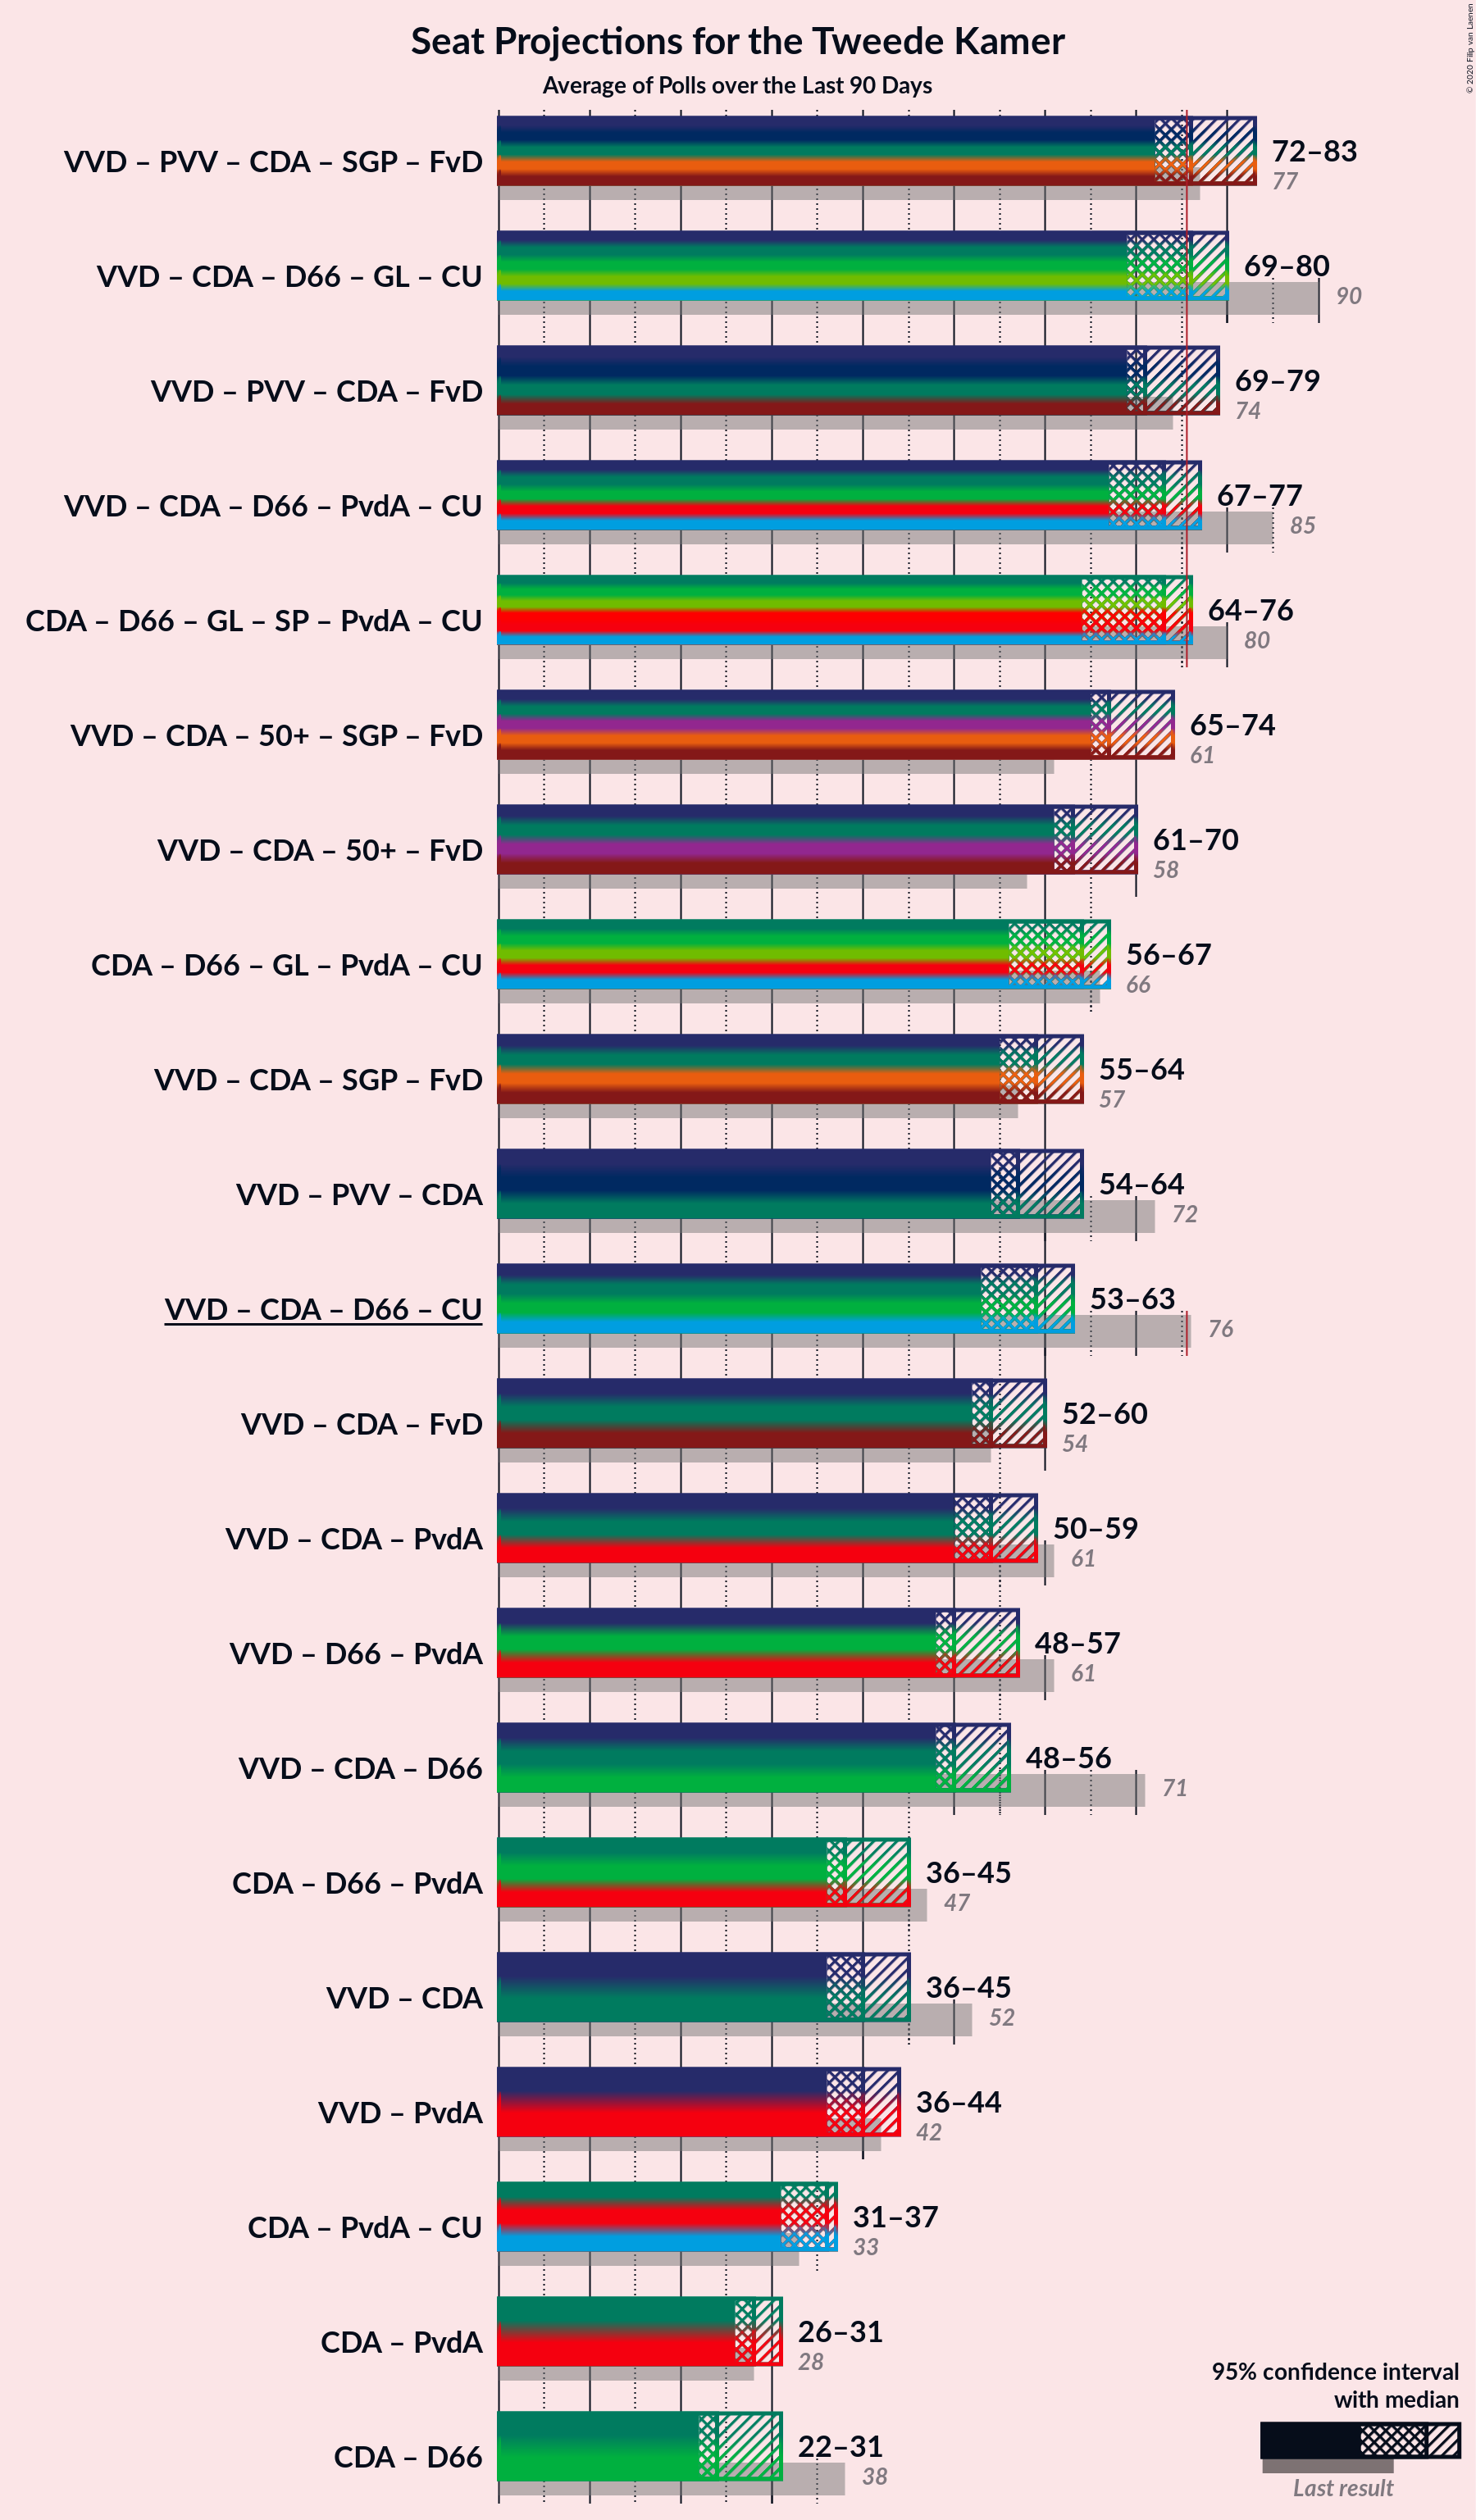 © 2020 Filip van Laenen
Seat Projections for the Tweede Kamer
Average of Polls over the Last 90 Days
VVD – PVV – CDA – SGP – FvD
72–83
77
VVD – CDA – D66 – GL – CU
69–80
90
VVD – PVV – CDA – FvD
69–79
74
VVD – CDA – D66 – PvdA – CU
67–77
85
CDA – D66 – GL – SP – PvdA – CU
64–76
80
VVD – CDA – 50+ – SGP – FvD
65–74
61
VVD – CDA – 50+ – FvD
61–70
58
CDA – D66 – GL – PvdA – CU
56–67
66
VVD – CDA – SGP – FvD
55–64
57
VVD – PVV – CDA
54–64
72
VVD – CDA – D66 – CU
53–63
76
VVD – CDA – FvD
52–60
54
VVD – CDA – PvdA
50–59
61
VVD – D66 – PvdA
48–57
61
VVD – CDA – D66
48–56
71
CDA – D66 – PvdA
36–45
47
VVD – CDA
36–45
52
VVD – PvdA
36–44
42
CDA – PvdA – CU
31–37
33
CDA – PvdA
26–31
28
CDA – D66
22–31
38
95% confidence interval
with median
Last result